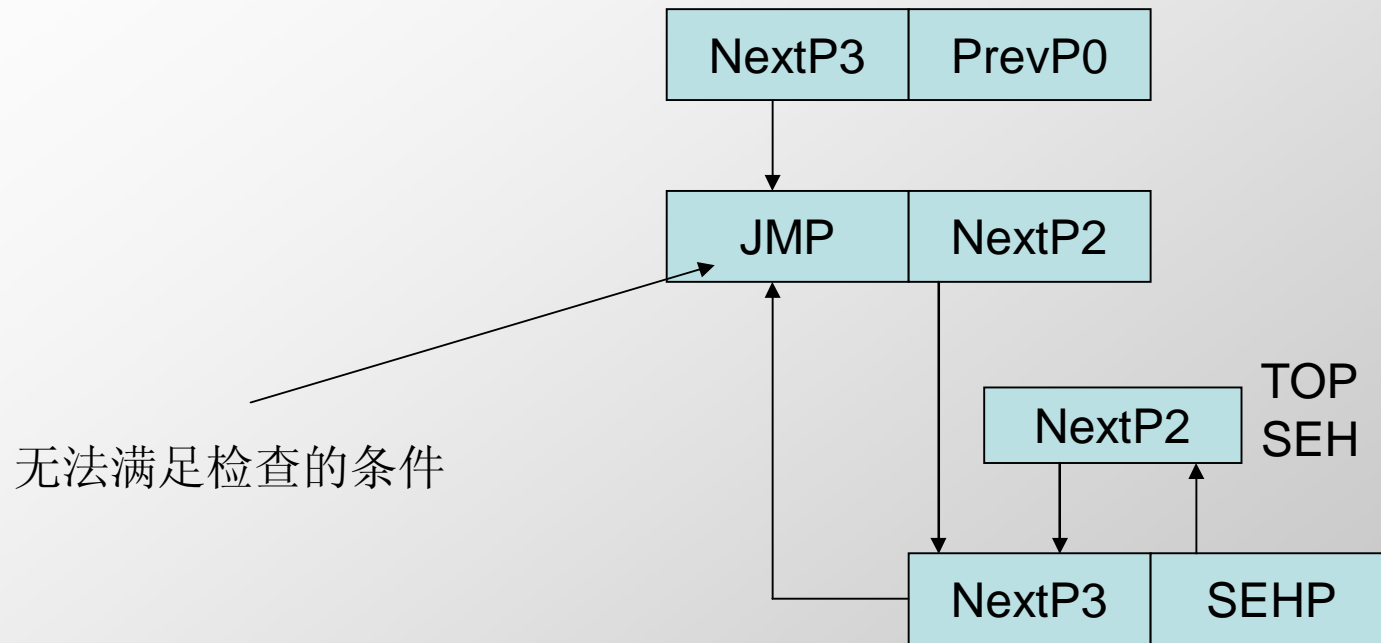 NextP3 PrevP0
JMP NextP2
TOP
NextP2
SEH
无法满足检查的条件
NextP3 SEHP